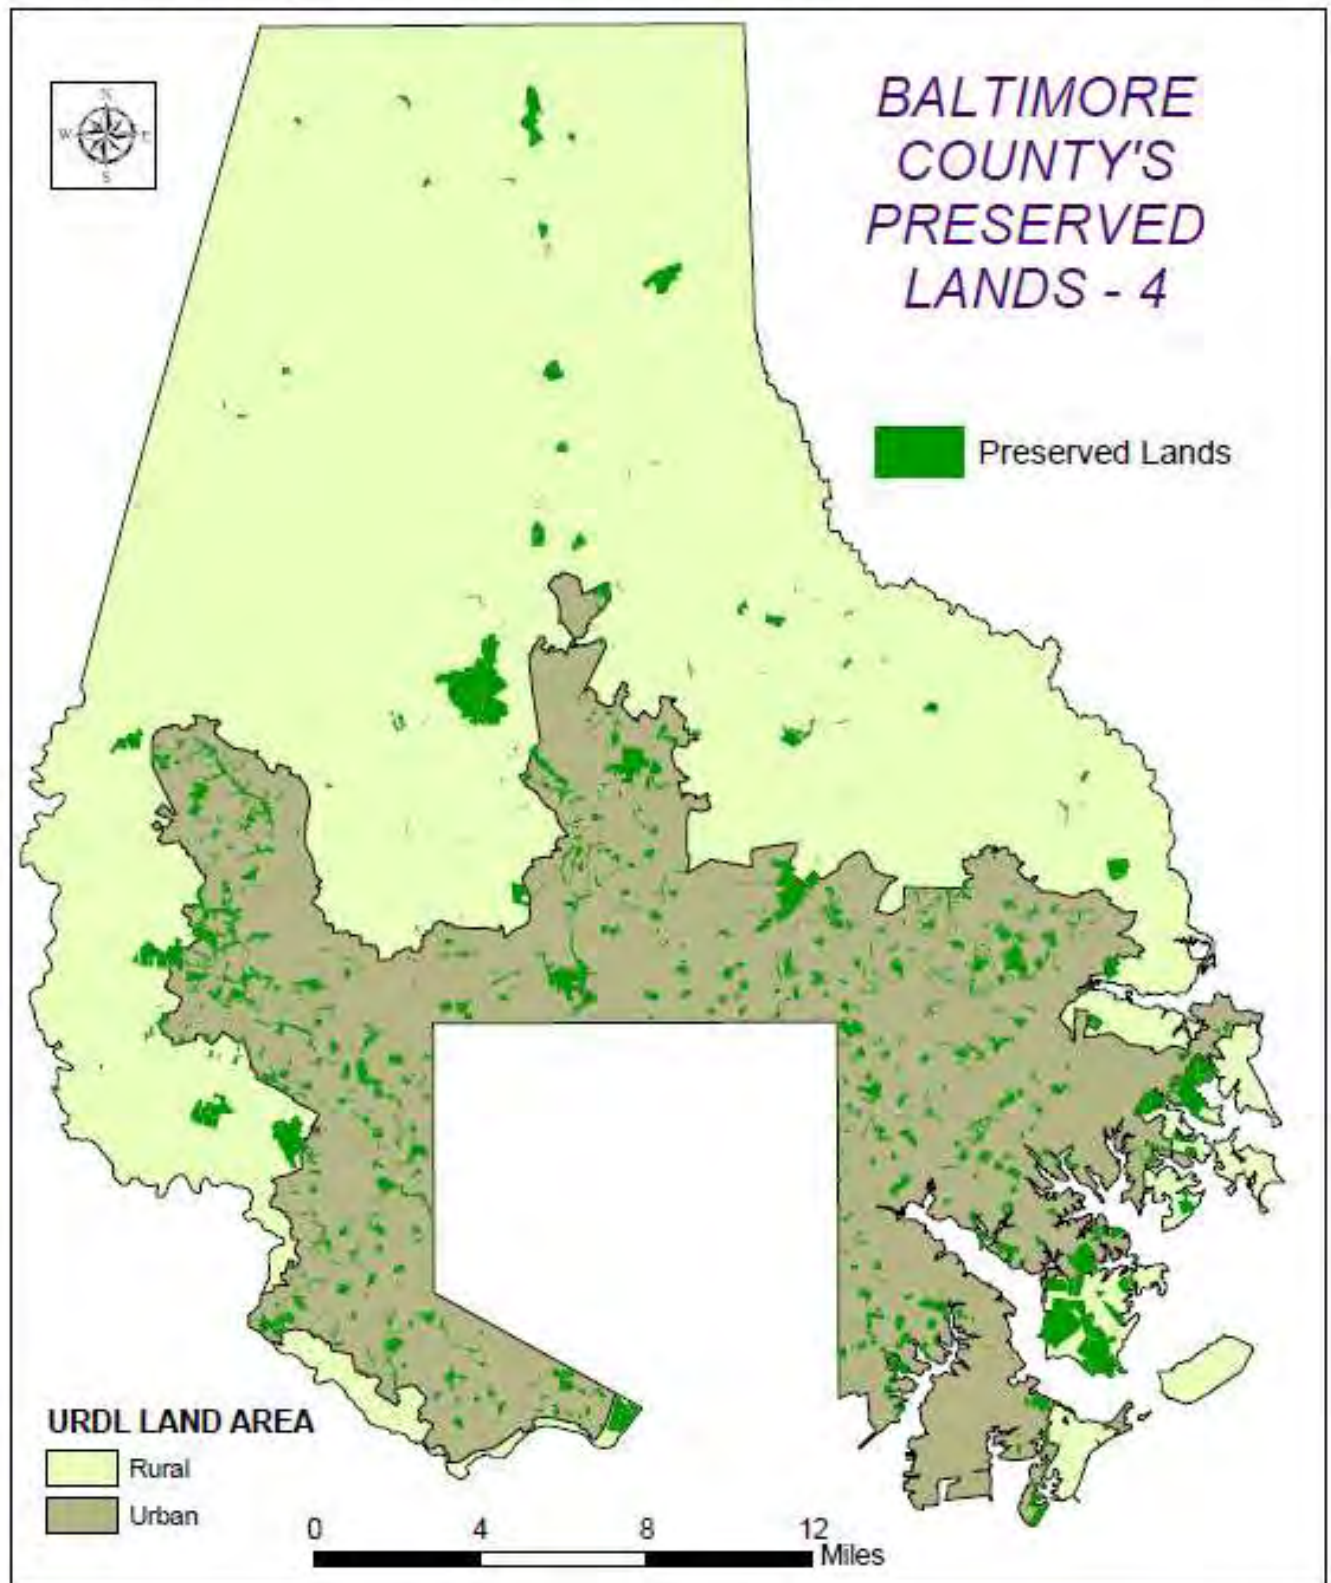 BALTIMORE
COUNTY'S
PRESERVED
LANDS - 4
N
W E
S
Preserved Lands
URDL LAND AREA
Rural
Urban
0 4 8 12
Miles